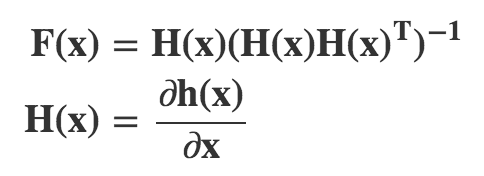 F(x) = H(x)(H(x)H(x)ᵀ)⁻¹
H(x) = ∂h(x)/∂x